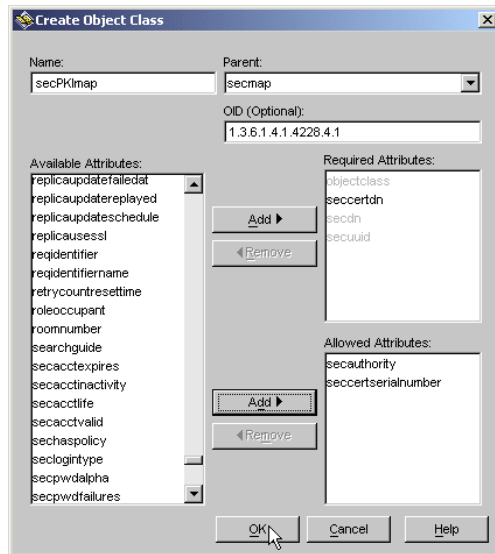 Create Object Class
Name:
Parent:
secPKImap
secmap
OID (Optional):
1.3.6.1.4.1.4228.4.1
Available Attributes:
replicaupdatefailedat
replicaupdatereplayed
replicaupdateschedule
replicausessl
reqidentifier
reqidentifiername
retrycountresettime
roleoccupant
roomnumber
searchguide
secacctexpires
secacctinactivity
secacctlife
secacctvalid
sechaspolicy
seclogintype
secpwdalpha
secpwdfailures
Add
Remove
Required Attributes:
objectclass
seccertdn
secdn
secuuid
Add
Remove
Allowed Attributes:
secauthority
seccertserialnumber
OK
Cancel
Help